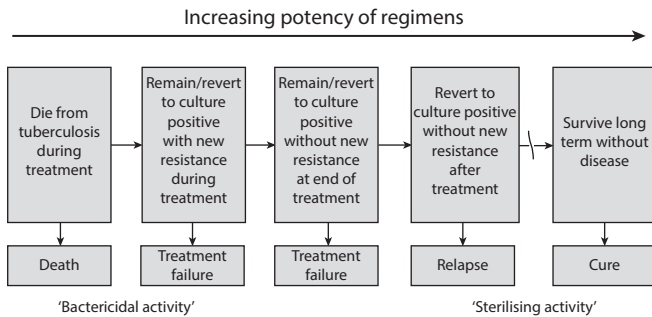 Increasing potency of regimens
Die from
tuberculosis
during
treatment
Remain/revert
to culture
positive
with new
resistance
during
treatment
Remain/revert
to culture
positive
without new
resistance
at end of
treatment
Revert to
culture positive
without new
resistance
after
treatment
Survive long
term without
disease
Death
Treatment
failure
Treatment
failure
Relapse
Cure
‘Bactericidal activity’
‘Sterilising activity’